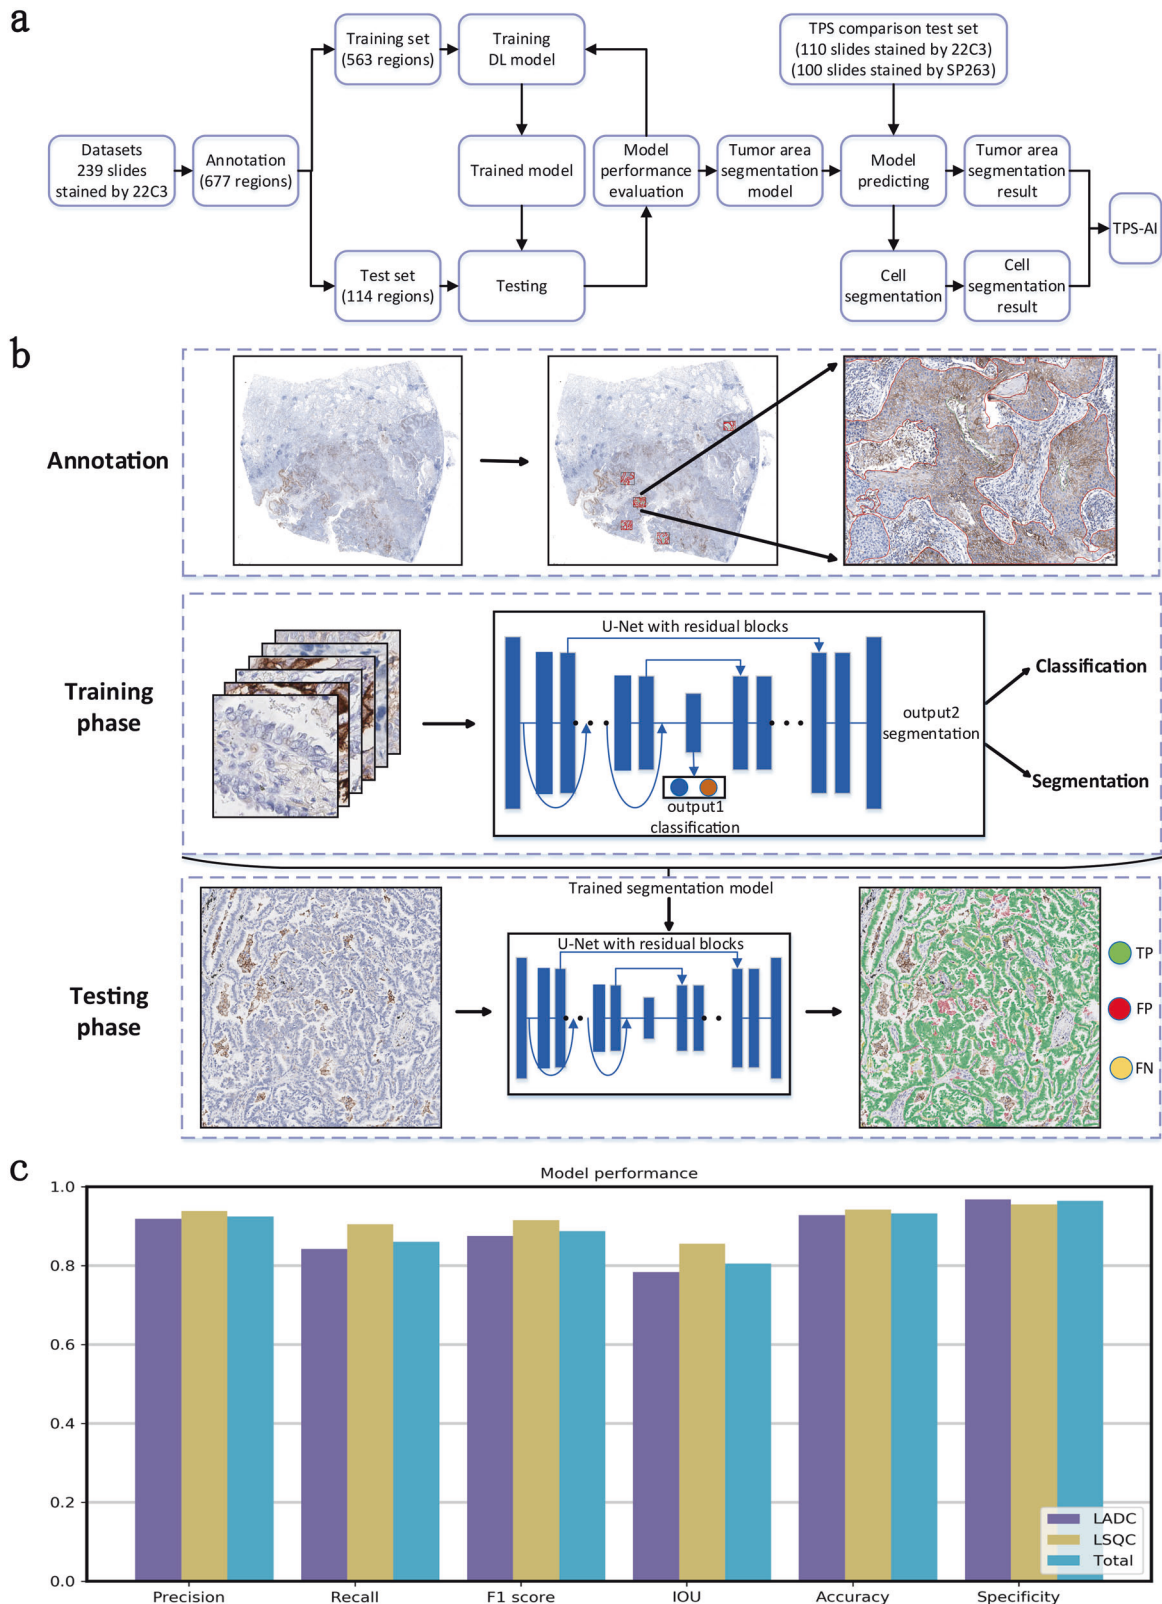 a
Training set
(563 regions)
Training
DL model
TPS comparison test set
(110 slides stained by 22C3)
(100 slides stained by SP263)
Datasets
239 slides
stained by 22C3
Annotation
(677 regions)
Trained model
Model
performance
evaluation
Tumor area
segmentation
model
Model
predicting
Tumor area
segmentation
result
TPS-AI
Test set
(114 regions)
Testing
Cell
segmentation
Cell
segmentation
result
b
Annotation
Training
phase
U-Net with residual blocks
output1
classification
output2
segmentation
Classification
Segmentation
Testing
phase
Trained segmentation model
U-Net with residual blocks
TP
FP
FN
c
Model performance
1.0
0.8
0.6
0.4
0.2
0.0
Precision
Recall
F1 score
IOU
Accuracy
Specificity
LADC
LSQC
Total